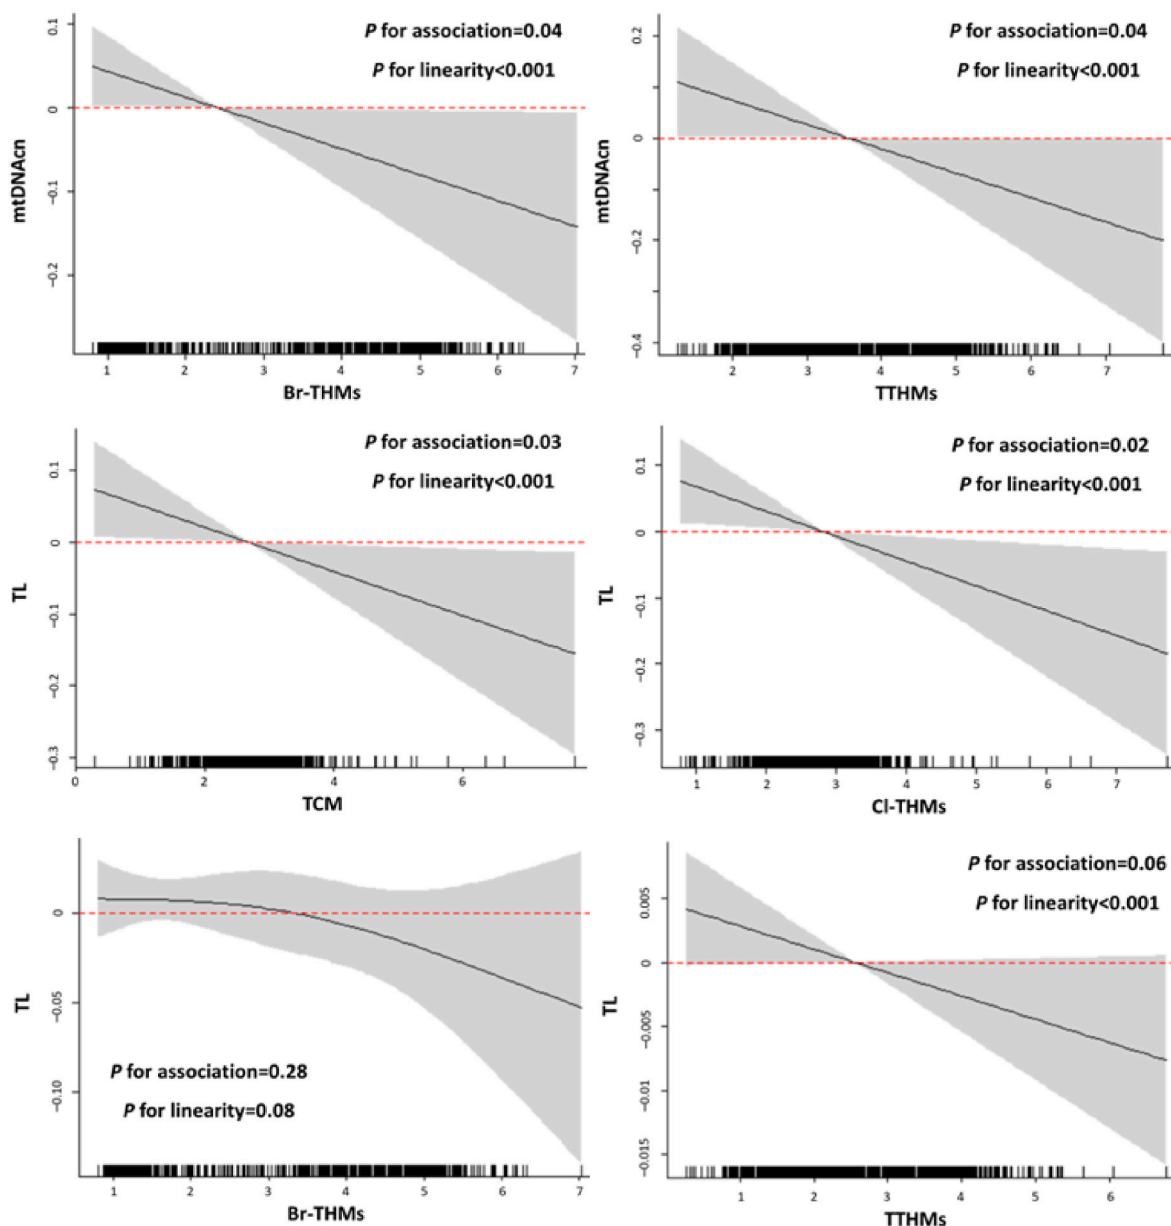 0.1
0
−0.1
−0.2
mtDNAcn
P for association=0.04
P for linearity<0.001
1 2 3 4 5 6 7
Br-THMs
0.2
0
−0.2
−0.4
mtDNAcn
P for association=0.04
P for linearity<0.001
2 3 4 5 6 7
TTHMs
0.1
0
−0.1
−0.2
−0.3
TL
P for association=0.03
P for linearity<0.001
0 2 4 6
TCM
0.1
0
−0.1
−0.2
−0.3
TL
P for association=0.02
P for linearity<0.001
1 2 3 4 5 6 7
Cl-THMs
0
−0.05
−0.10
TL
P for association=0.28
P for linearity=0.08
1 2 3 4 5 6 7
Br-THMs
0.005
0
−0.005
−0.01
−0.015
TL
P for association=0.06
P for linearity<0.001
1 2 3 4 5 6
TTHMs